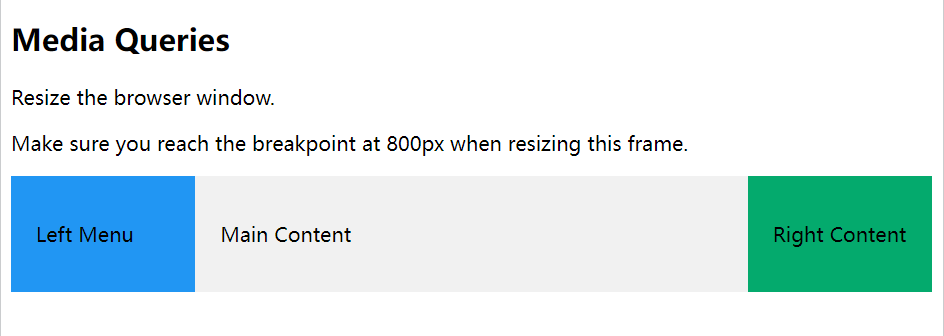 Media Queries
Resize the browser window.
Make sure you reach the breakpoint at 800px when resizing this frame.
Left Menu
Main Content
Right Content